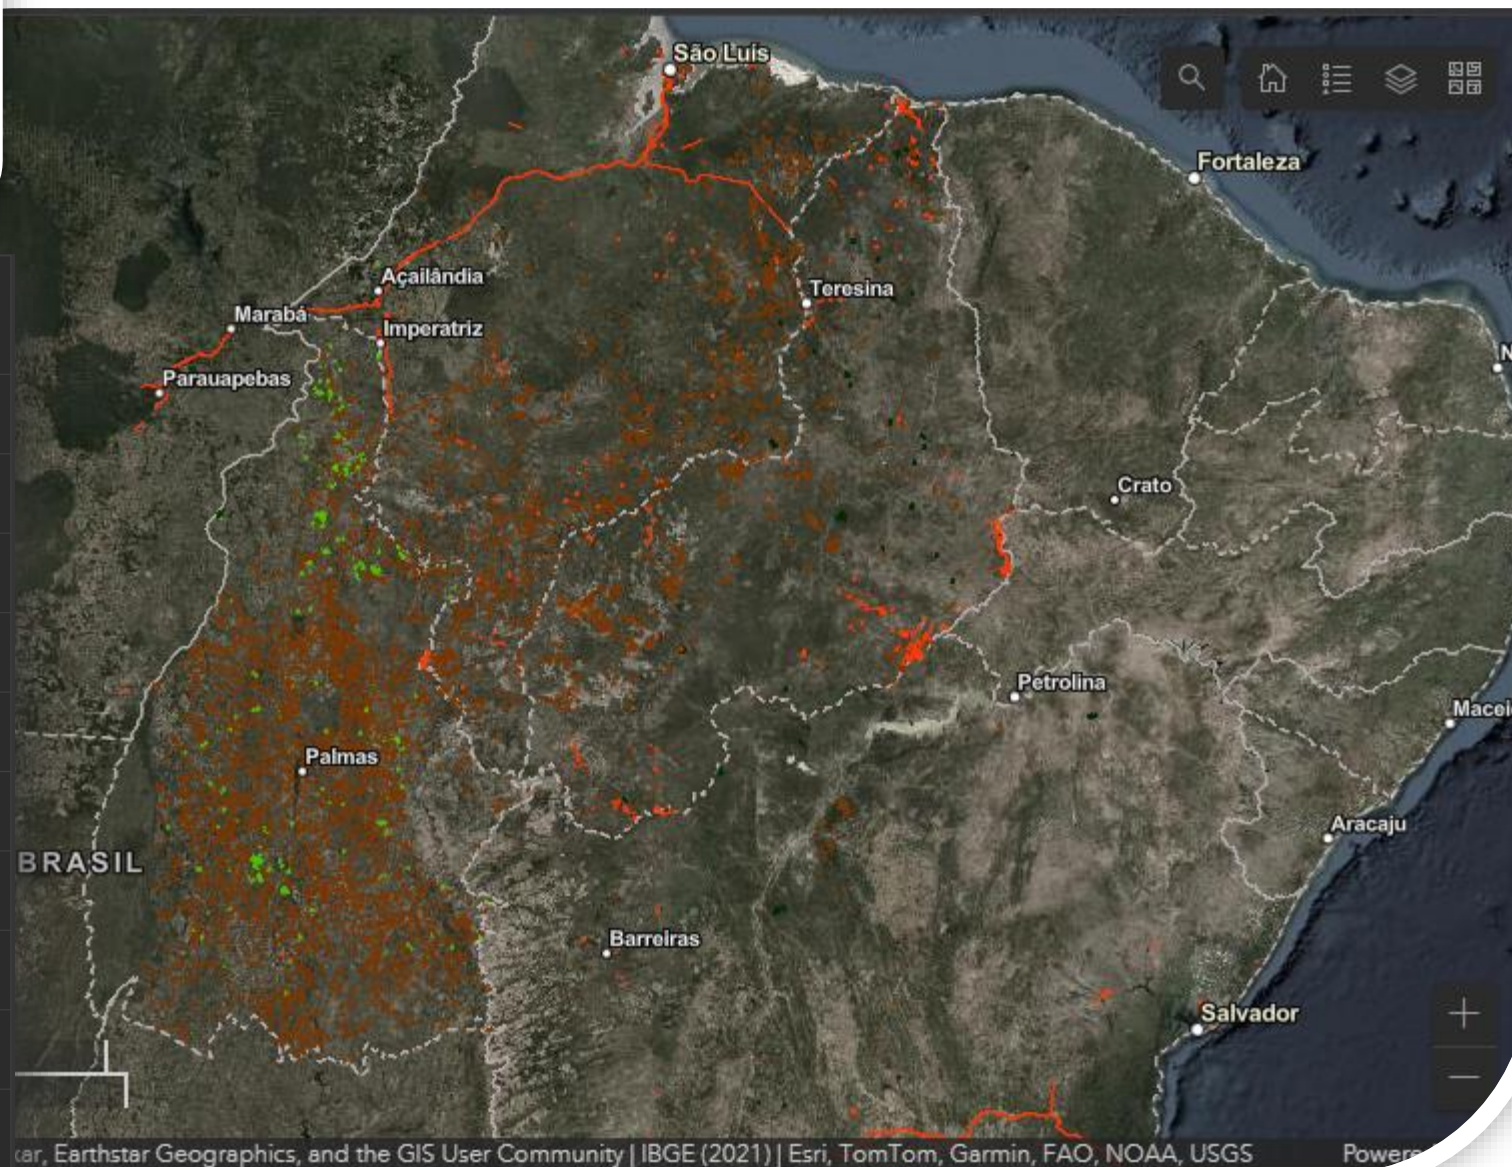 São Luís
Fortaleza
Açailândia
Teresina
Marabá
Imperatriz
Parauapebas
Crato
Petrolina
Palmas
Aracaju
BRASIL
Barreiras
Salvador
Earthstar Geographics, and the GIS User Community | IBGE (2021) | Esri, TomTom, Garmin, FAO, NOAA, USGS